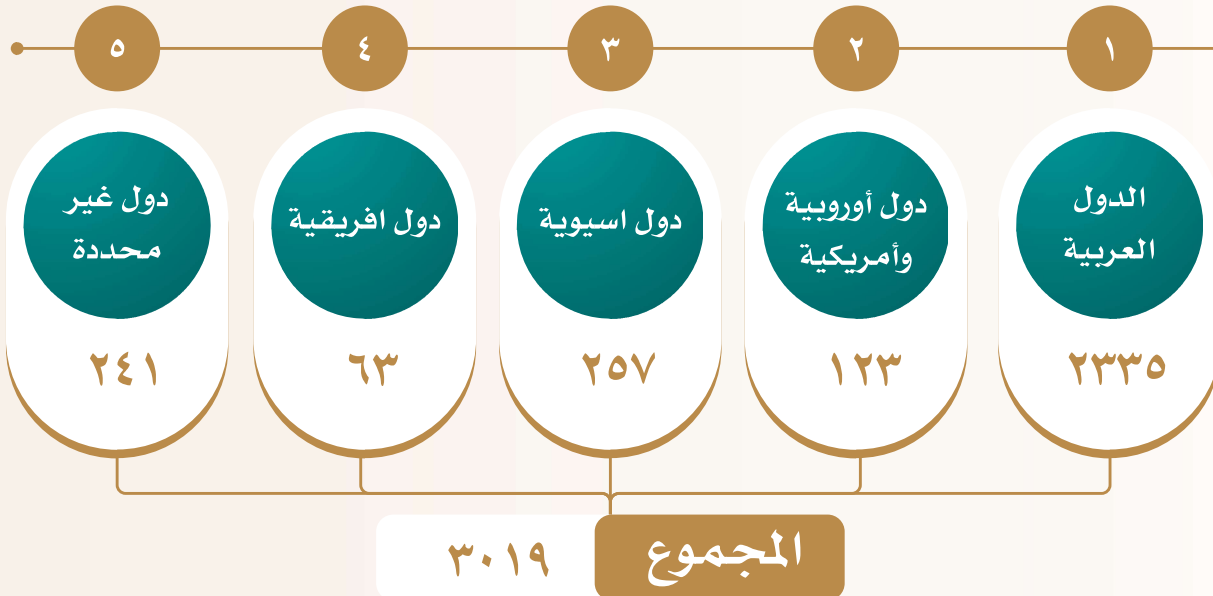 ١
٢
٣
٤
٥
الدول
العربية
دول أوروبية
وأمريكية
دول اسيوية
دول افريقية
دول غير
محددة
٢٣٣٥
١٢٣
٢٥٧
٦٣
٢٤١
المجموع
٣٠١٩